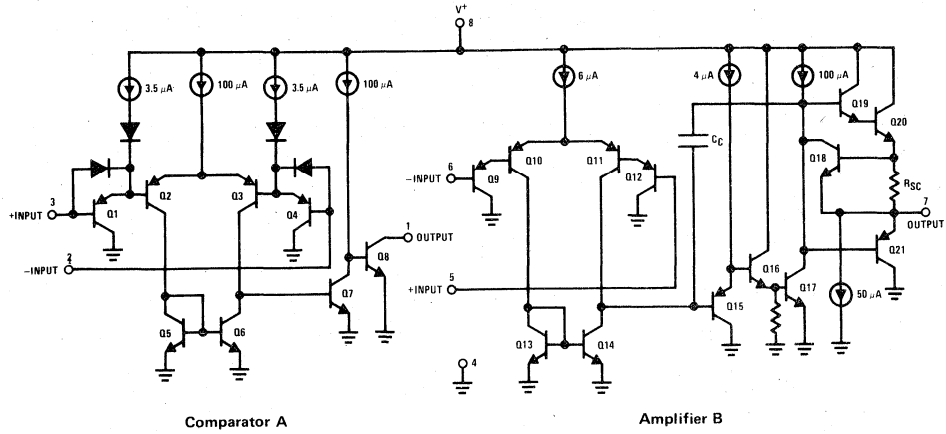 V+
8
3.5 μA
100 μA
3.5 μA
100 μA
6 μA
4 μA
100 μA
Q19
Q20
CC
Q18
RSC
Q10
Q11
6
-INPUT
Q9
Q12
Q2
Q3
3
+INPUT
Q1
Q4
1
OUTPUT
Q8
7
OUTPUT
Q21
2
-INPUT
5
+INPUT
Q16
Q17
Q7
Q15
50 μA
Q5
Q6
Q13
Q14
4
Comparator A
Amplifier B